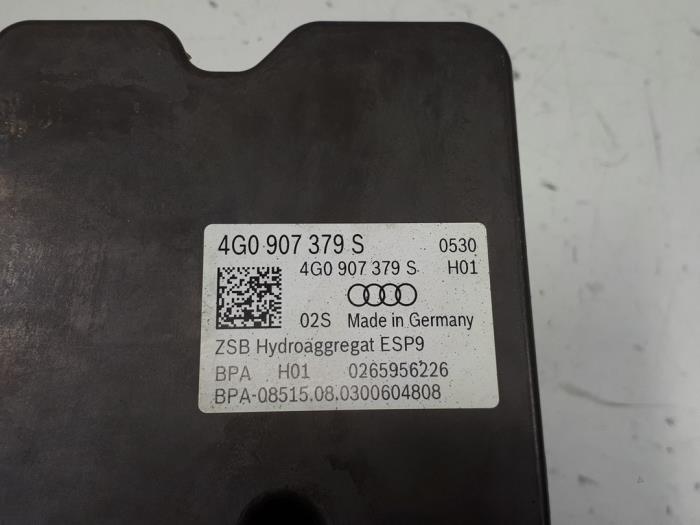 4G0 907 379 S 0530
4G0 907 379 S H01
02S Made in Germany
ZSB Hydroaggregat ESP9
BPA H01 0265956226
BPA-08515.08.0300604808